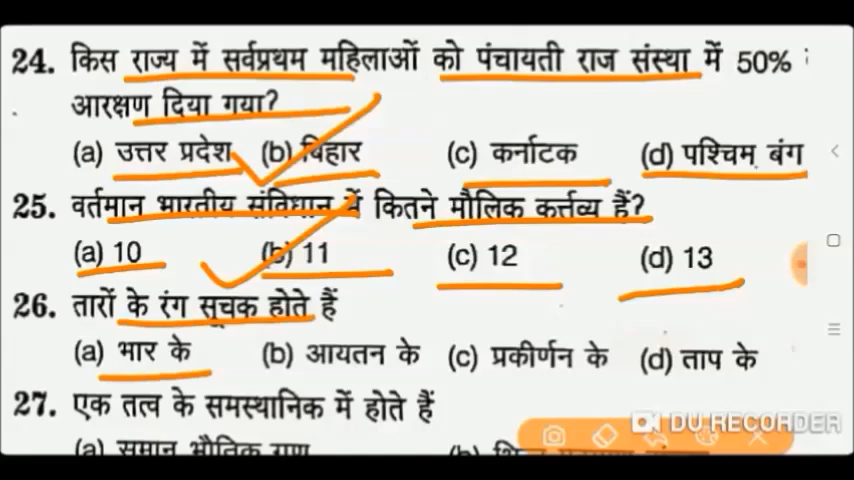 24. किस राज्य में सर्वप्रथम महिलाओं को पंचायती राज संस्था में 50%
आरक्षण दिया गया?
(a) उत्तर प्रदेश (b) बिहार (c) कर्नाटक (d) पश्चिम बंग
25. वर्तमान भारतीय संविधान में कितने मौलिक कर्त्तव्य हैं?
(a) 10 (b) 11 (c) 12 (d) 13
26. तारों के रंग सूचक होते हैं
(a) भार के (b) आयतन के (c) प्रकीर्णन के (d) ताप के
27. एक तत्व के समस्थानिक में होते हैं
DU RECORDER
(a) समान भौतिक गुण (b)